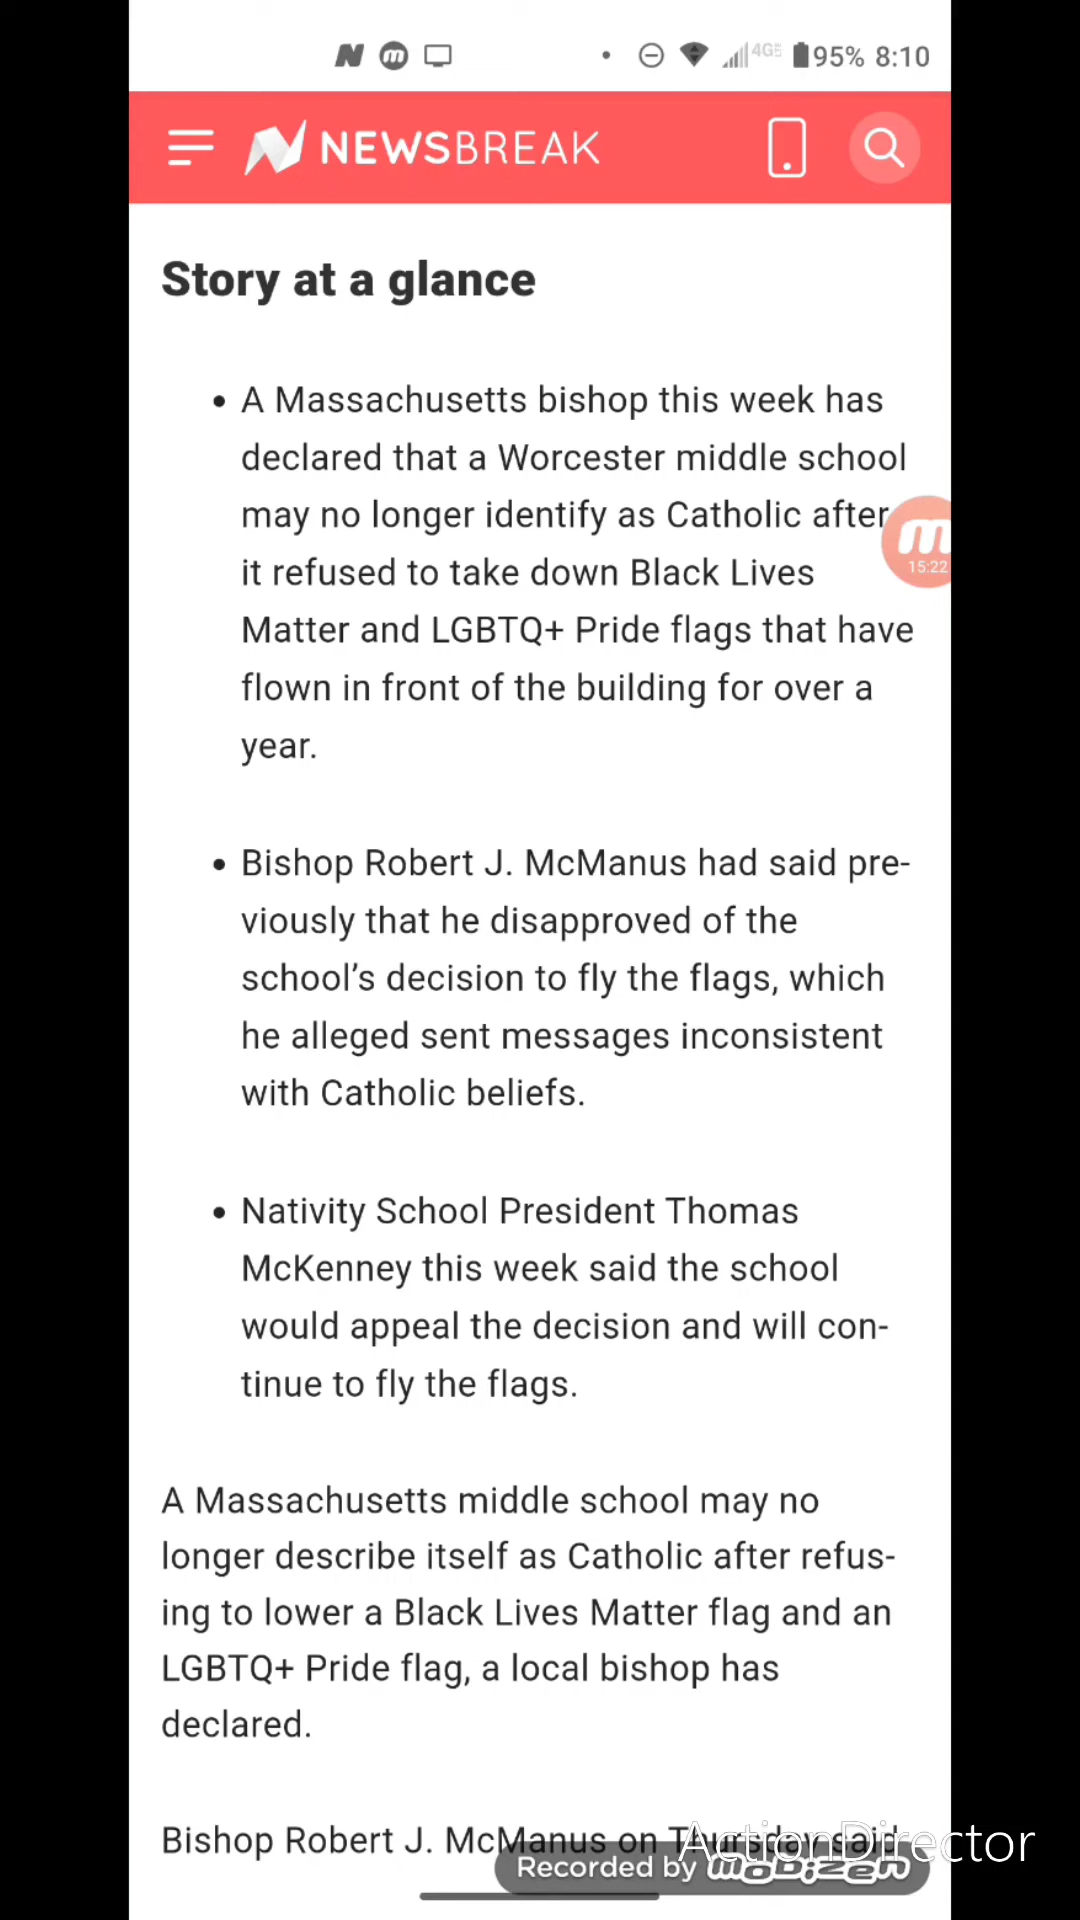 4GE 95% 8:10
NEWSBREAK
Story at a glance
• A Massachusetts bishop this week has
declared that a Worcester middle school
may no longer identify as Catholic after
it refused to take down Black Lives
Matter and LGBTQ+ Pride flags that have
flown in front of the building for over a
year.
m
15:22
• Bishop Robert J. McManus had said pre-
viously that he disapproved of the
school’s decision to fly the flags, which
he alleged sent messages inconsistent
with Catholic beliefs.
• Nativity School President Thomas
McKenney this week said the school
would appeal the decision and will con-
tinue to fly the flags.
A Massachusetts middle school may no
longer describe itself as Catholic after refus-
ing to lower a Black Lives Matter flag and an
LGBTQ+ Pride flag, a local bishop has
declared.
Bishop Robert J. McManus on Thursday said
ActionDirector
Recorded by mobizen